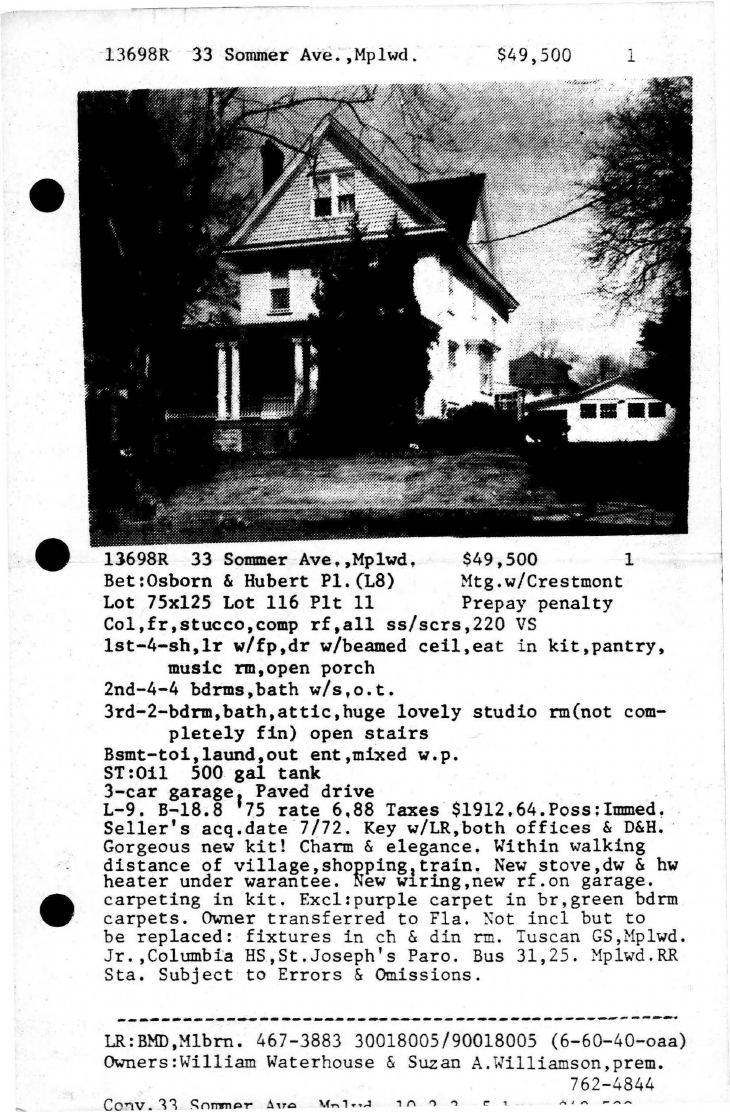 13698R 33 Sommer Ave.,Mplwd. $49,500 1
13698R 33 Sommer Ave.,Mplwd. $49,500 1
Bet:Osborn & Hubert Pl.(L8) Mtg.w/Crestmont
Lot 75x125 Lot 116 Plt 11 Prepay penalty
Col,fr,stucco,comp rf,all ss/scrs,220 VS
1st-4-sh,lr w/fp,dr w/beamed ceil,eat in kit,pantry,
music rm,open porch
2nd-4-4 bdrms,bath w/s,o.t.
3rd-2-bdrm,bath,attic,huge lovely studio rm(not com-
pletely fin) open stairs
Bsmt-toi,laund,out ent,mixed w.p.
ST:Oil 500 gal tank
3-car garage, Paved drive
L-9. B-18.8 '75 rate 6.88 Taxes $1912.64.Poss:Immed.
Seller's acq.date 7/72. Key w/LR,both offices & D&H.
Gorgeous new kit! Charm & elegance. Within walking
distance of village,shopping,train. New stove,dw & hw
heater under warantee. New wiring,new rf.on garage.
carpeting in kit. Excl:purple carpet in br,green bdrm
carpets. Owner transferred to Fla. Not incl but to
be replaced: fixtures in ch & din rm. Tuscan GS,Mplwd.
Jr.,Columbia HS,St.Joseph's Paro. Bus 31,25. Mplwd.RR
Sta. Subject to Errors & Omissions.
LR:BMD,Mlbrn. 467-3883 30018005/90018005 (6-60-40-oaa)
Owners:William Waterhouse & Suzan A.Williamson,prem.
762-4844
Conv.33 Sommer Ave. Mplwd